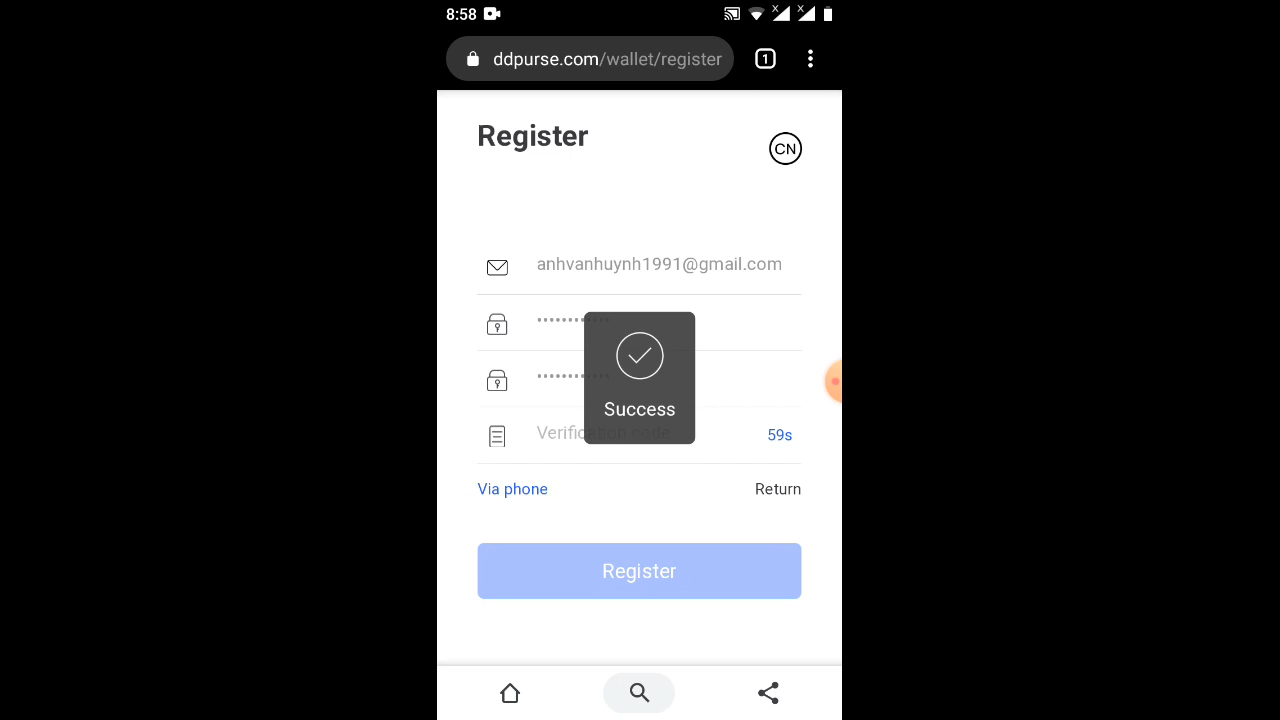 8:58
ddpurse.com/wallet/register
1
Register
CN
anhvanhuynh1991@gmail.com
Success
Verification code
59s
Via phone
Return
Register